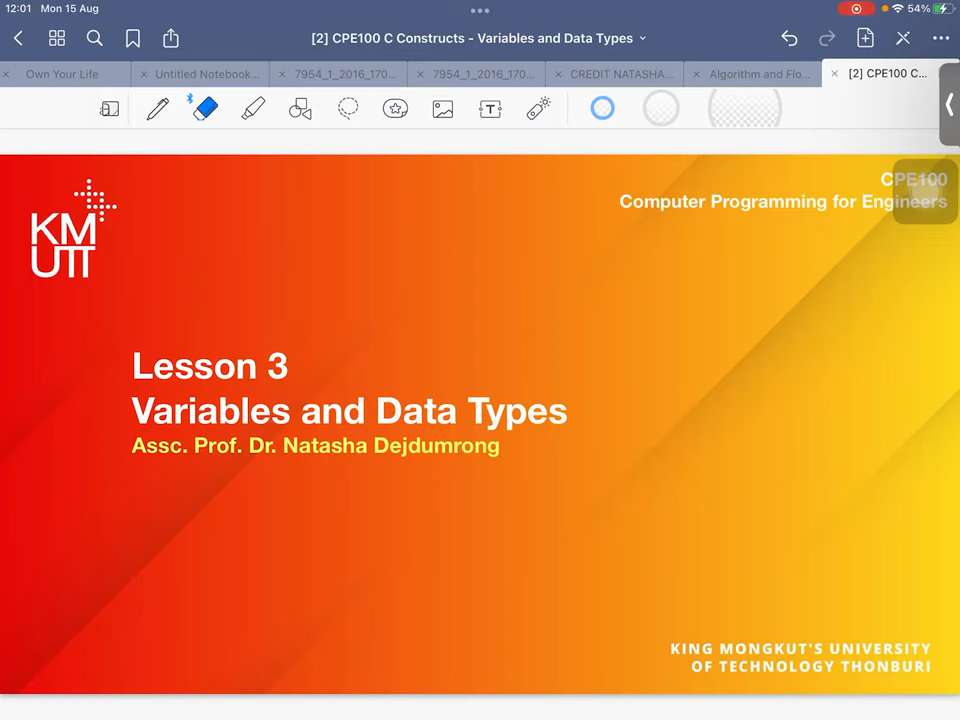 12:01 Mon 15 Aug
54%
[2] CPE100 C Constructs - Variables and Data Types
Own Your Life
Untitled Notebook...
7954_1_2016_170...
7954_1_2016_170...
CREDIT NATASHA...
Algorithm and Flo...
[2] CPE100 C...
T
CPE100
Computer Programming for Engineers
KM
UTT
Lesson 3
Variables and Data Types
Assc. Prof. Dr. Natasha Dejdumrong
KING MONGKUT'S UNIVERSITY
OF TECHNOLOGY THONBURI